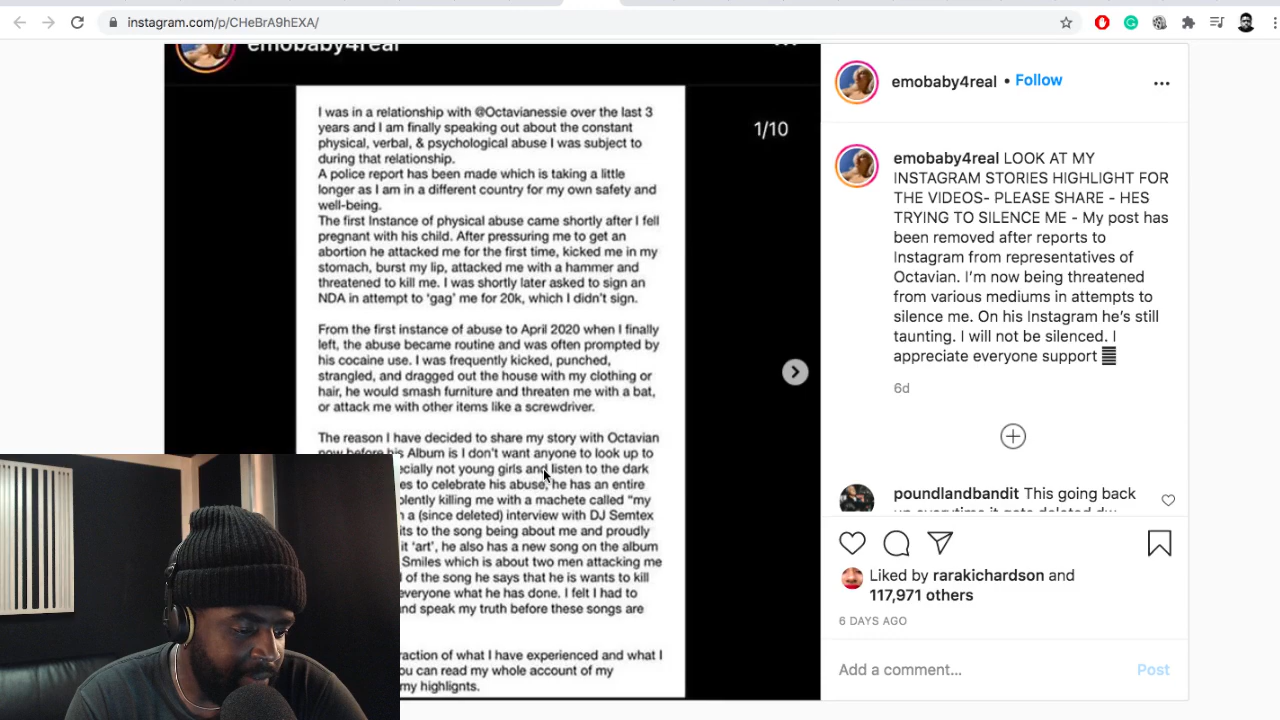 instagram.com/p/CHeBrA9hEXA/
emobaby4real
1/10
I was in a relationship with @Octavianessie over the last 3
years and I am finally speaking out about the constant
physical, verbal, & psychological abuse I was subject to
during that relationship.
A police report has been made which is taking a little
longer as I am in a different country for my own safety and
well-being.
The first Instance of physical abuse came shortly after I fell
pregnant with his child. After pressuring me to get an
abortion he attacked me for the first time, kicked me in my
stomach, burst my lip, attacked me with a hammer and
threatened to kill me. I was shortly later asked to sign an
NDA in attempt to 'gag' me for 20k, which I didn't sign.
From the first instance of abuse to April 2020 when I finally
left, the abuse became routine and was often prompted by
his cocaine use. I was frequently kicked, punched,
strangled, and dragged out the house with my clothing or
hair, he would smash furniture and threaten me with a bat,
or attack me with other items like a screwdriver.
The reason I have decided to share my story with Octavian
now before his Album is I don't want anyone to look up to
ecially not young girls and listen to the dark
es to celebrate his abuse, he has an entire
olently killing me with a machete called "my
n a (since deleted) interview with DJ Semtex
its to the song being about me and proudly
it 'art', he also has a new song on the album
Smiles which is about two men attacking me
l of the song he says that he is wants to kill
everyone what he has done. I felt I had to
nd speak my truth before these songs are
raction of what I have experienced and what I
ou can read my whole account of my
my highlignts.
emobaby4real • Follow
emobaby4real LOOK AT MY
INSTAGRAM STORIES HIGHLIGHT FOR
THE VIDEOS- PLEASE SHARE - HES
TRYING TO SILENCE ME - My post has
been removed after reports to
Instagram from representatives of
Octavian. I'm now being threatened
from various mediums in attempts to
silence me. On his Instagram he's still
taunting. I will not be silenced. I
appreciate everyone support
6d
poundlandbandit This going back
up everytime it gets deleted dw
Liked by rarakichardson and
117,971 others
6 DAYS AGO
Add a comment...
Post